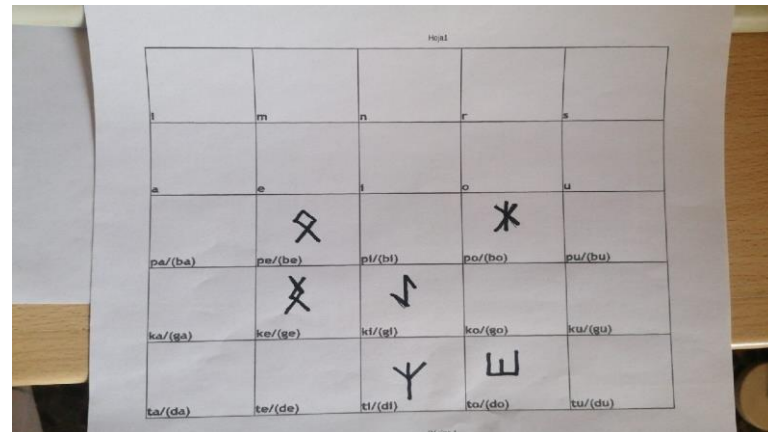 Hoja1
l m n r s
a e i o u
pa/(ba) pe/(be) pi/(bi) po/(bo) pu/(bu)
ka/(ga) ke/(ge) ki/(gi) ko/(go) ku/(gu)
ta/(da) te/(de) ti/(di) to/(do) tu/(du)